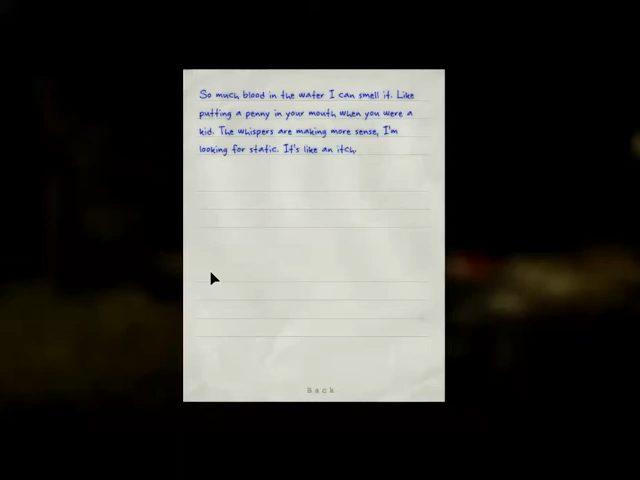 So much blood in the water I can smell it. Like
putting a penny in your mouth when you were a
kid. The whispers are making more sense, I'm
looking for static. It's like an itch.
Back